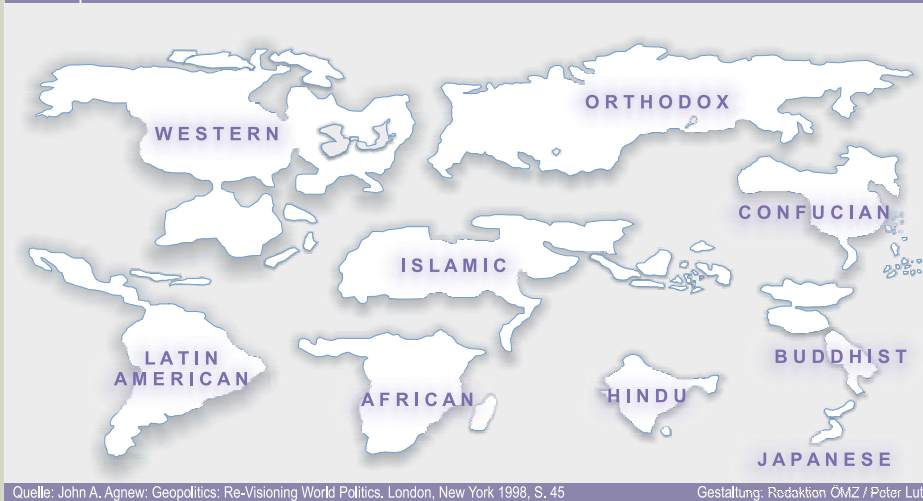 ORTHODOX
WESTERN
CONFUCIAN
ISLAMIC
LATIN
AMERICAN
BUDDHIST
AFRICAN
HINDU
JAPANESE
Quelle: John A. Agnew: Geopolitics: Re-Visioning World Politics. London, New York 1998, S. 45
Gestaltung: Redaktion ÖMZ / Peter